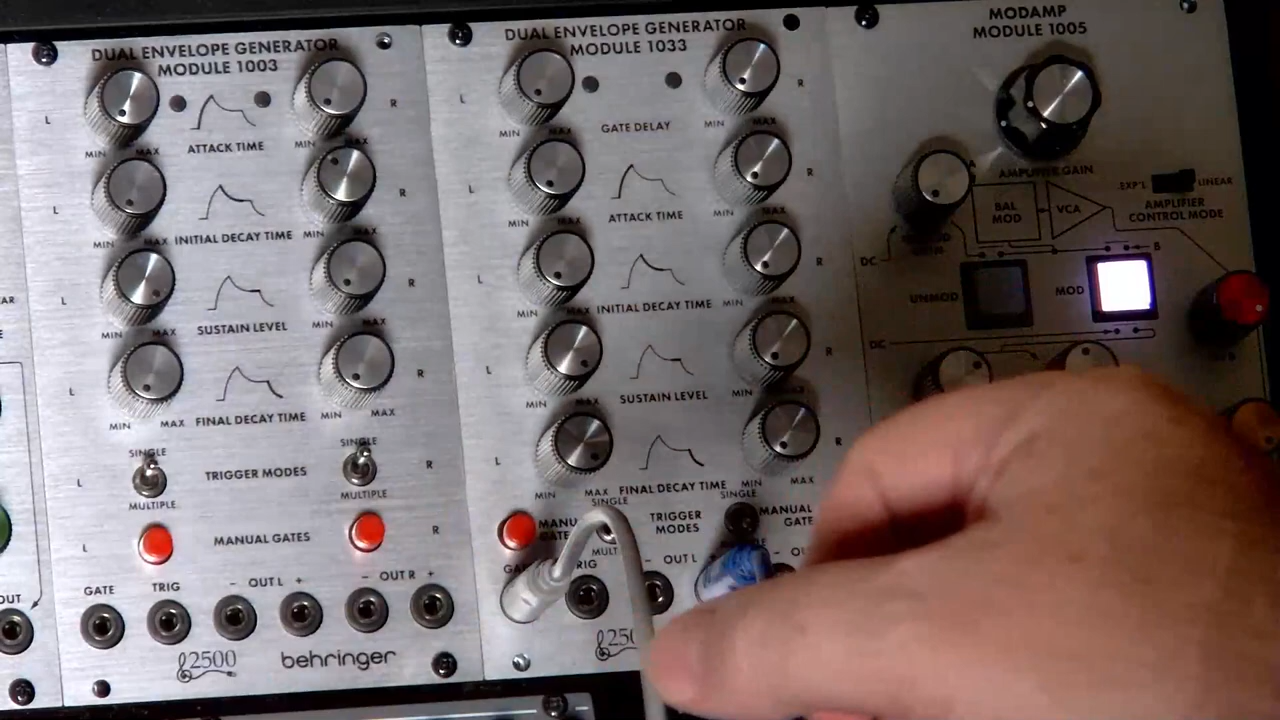 DUAL ENVELOPE GENERATOR
MODULE 1003
L
R
MIN MAX ATTACK TIME MIN MAX
L
R
MIN MAX INITIAL DECAY TIME MIN MAX
L
R
MIN MAX SUSTAIN LEVEL MIN MAX
L
R
MIN MAX FINAL DECAY TIME MIN MAX
SINGLE SINGLE
L TRIGGER MODES R
MULTIPLE MULTIPLE
L MANUAL GATES R
GATE TRIG - OUT L + - OUT R +
2500 behringer
DUAL ENVELOPE GENERATOR
MODULE 1033
L
R
MIN MAX GATE DELAY MIN MAX
L
R
MIN MAX ATTACK TIME MIN MAX
L
R
MIN MAX INITIAL DECAY TIME MIN MAX
L
R
MIN MAX SUSTAIN LEVEL MIN MAX
L
R
MIN MAX FINAL DECAY TIME MIN MAX
SINGLE SINGLE
TRIGGER
MODES
MANUAL
GATE
- OUT L
MODAMP
MODULE 1005
AMPLIFIER GAIN
EXP'L LINEAR
AMPLIFIER
CONTROL MODE
BAL
MOD
VCA
DC
B
UNMOD MOD
DC
OUT